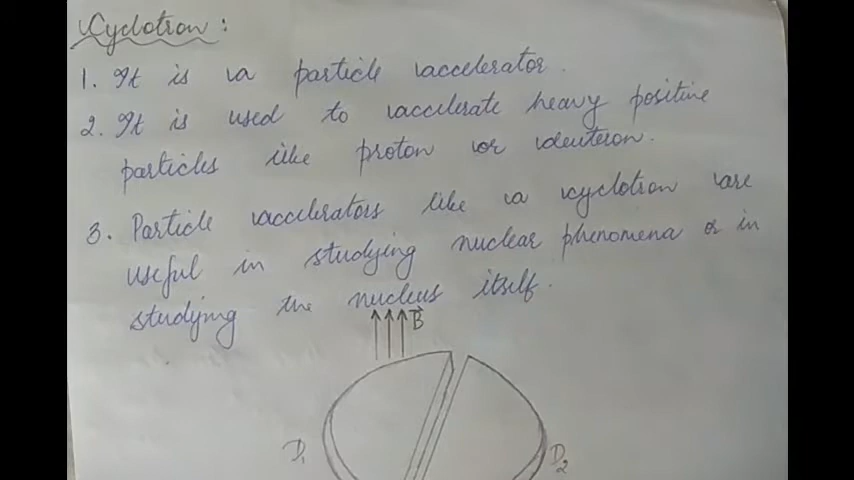 Cyclotron :
1. It is a particle accelerator.
2. It is used to accelerate heavy positive
particles like proton or deuteron.
3. Particle accelerators like a cyclotron are
useful in studying nuclear phenomena or in
studying the nucleus itself.
B
D1 D2